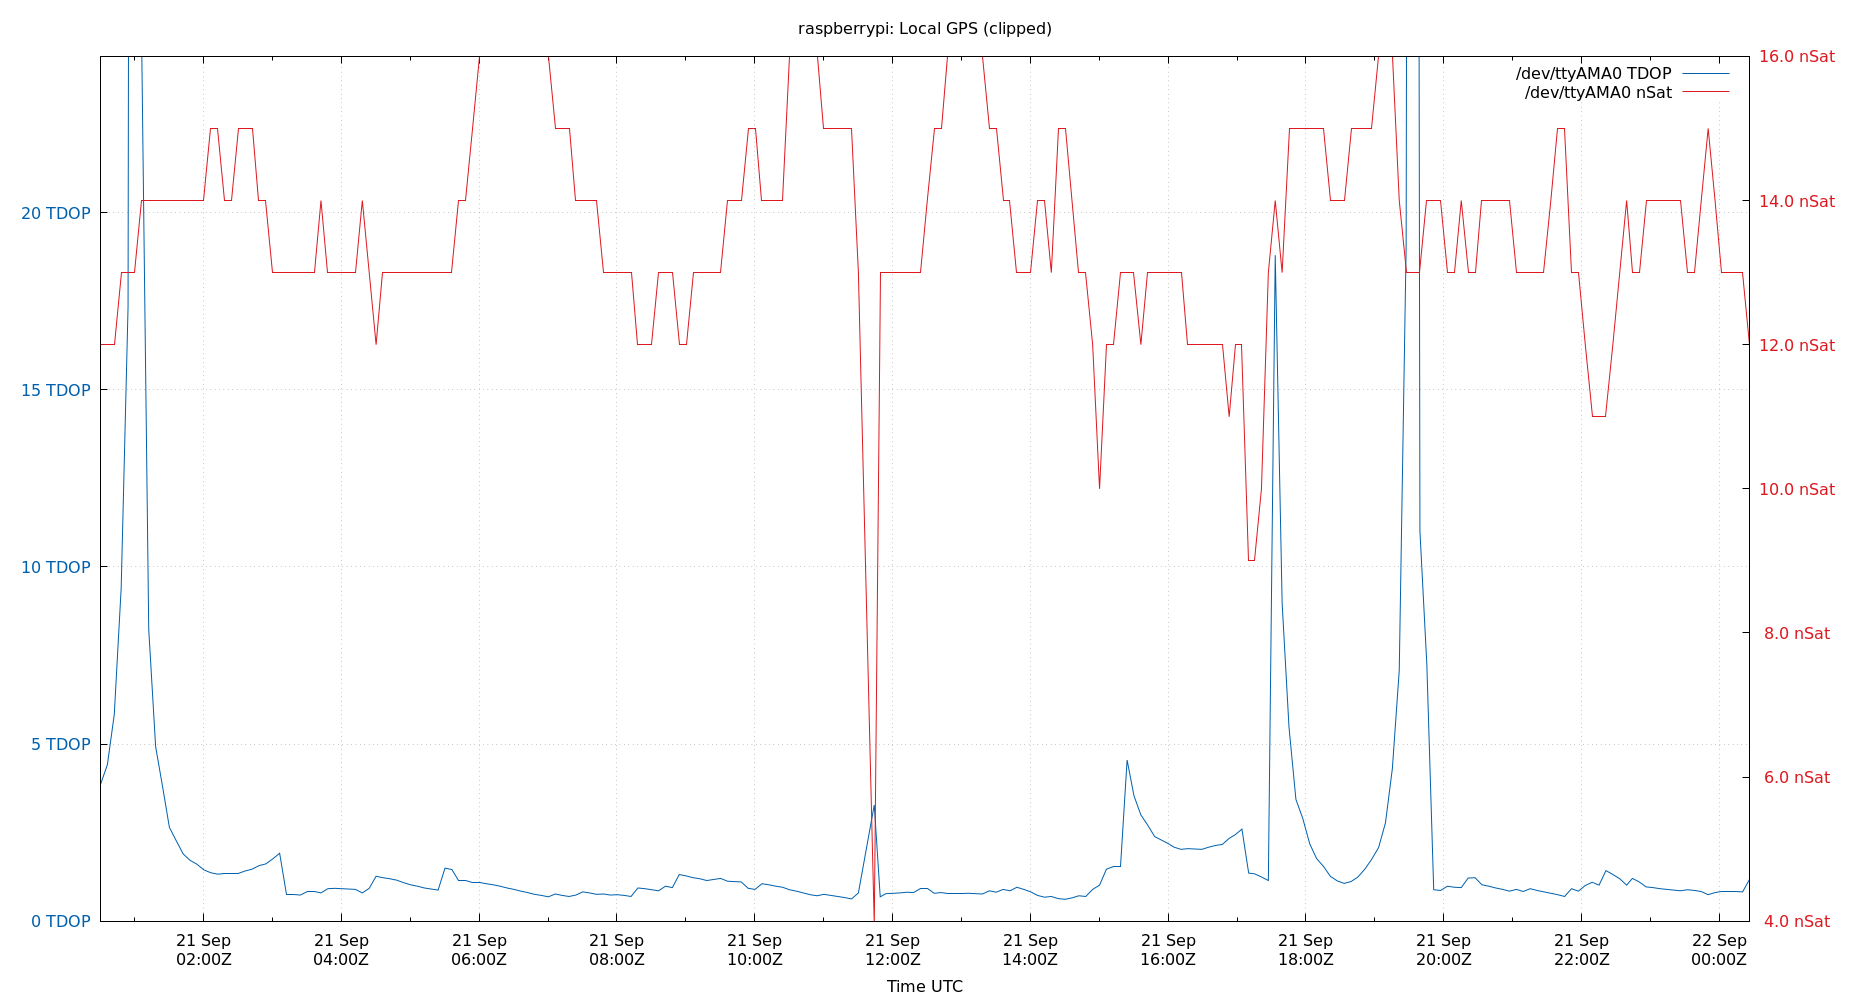 raspberrypi: Local GPS (clipped)
16.0 nSat
/dev/ttyAMA0 TDOP
/dev/ttyAMA0 nSat
14.0 nSat
20 TDOP
12.0 nSat
15 TDOP
10.0 nSat
10 TDOP
8.0 nSat
5 TDOP
6.0 nSat
0 TDOP
4.0 nSat
21 Sep 21 Sep 21 Sep 21 Sep 21 Sep 21 Sep 21 Sep 21 Sep 21 Sep 21 Sep 21 Sep 22 Sep
02:00Z 04:00Z 06:00Z 08:00Z 10:00Z 12:00Z 14:00Z 16:00Z 18:00Z 20:00Z 22:00Z 00:00Z
Time UTC